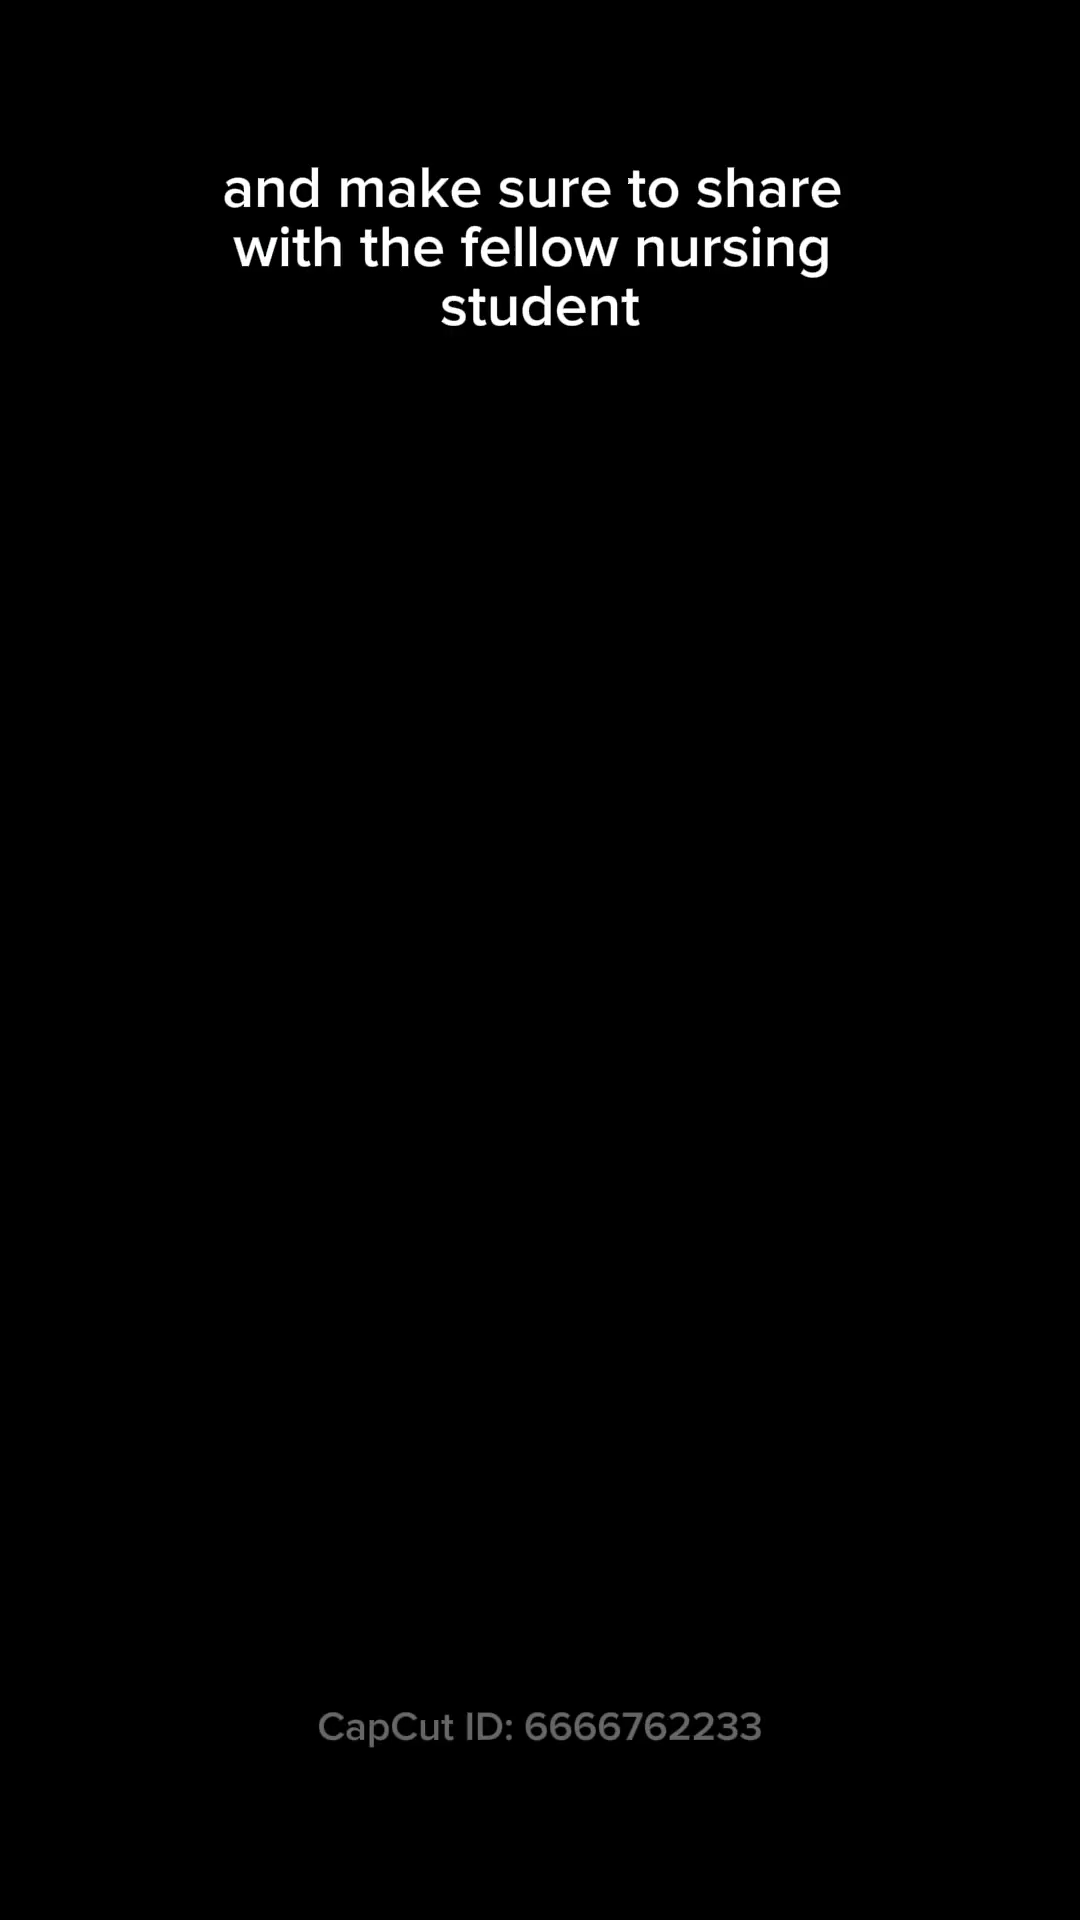 and make sure to share
with the fellow nursing
student
CapCut ID: 6666762233